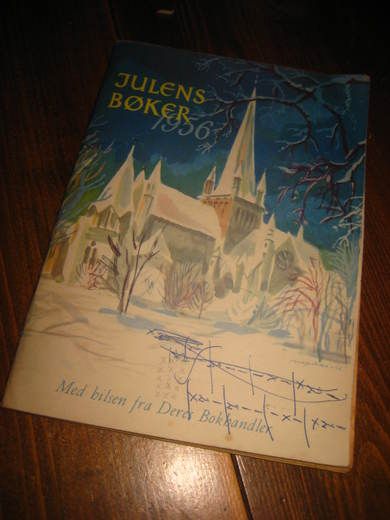 JULENS
BØKER
1956
Med hilsen fra Deres Bokhandler